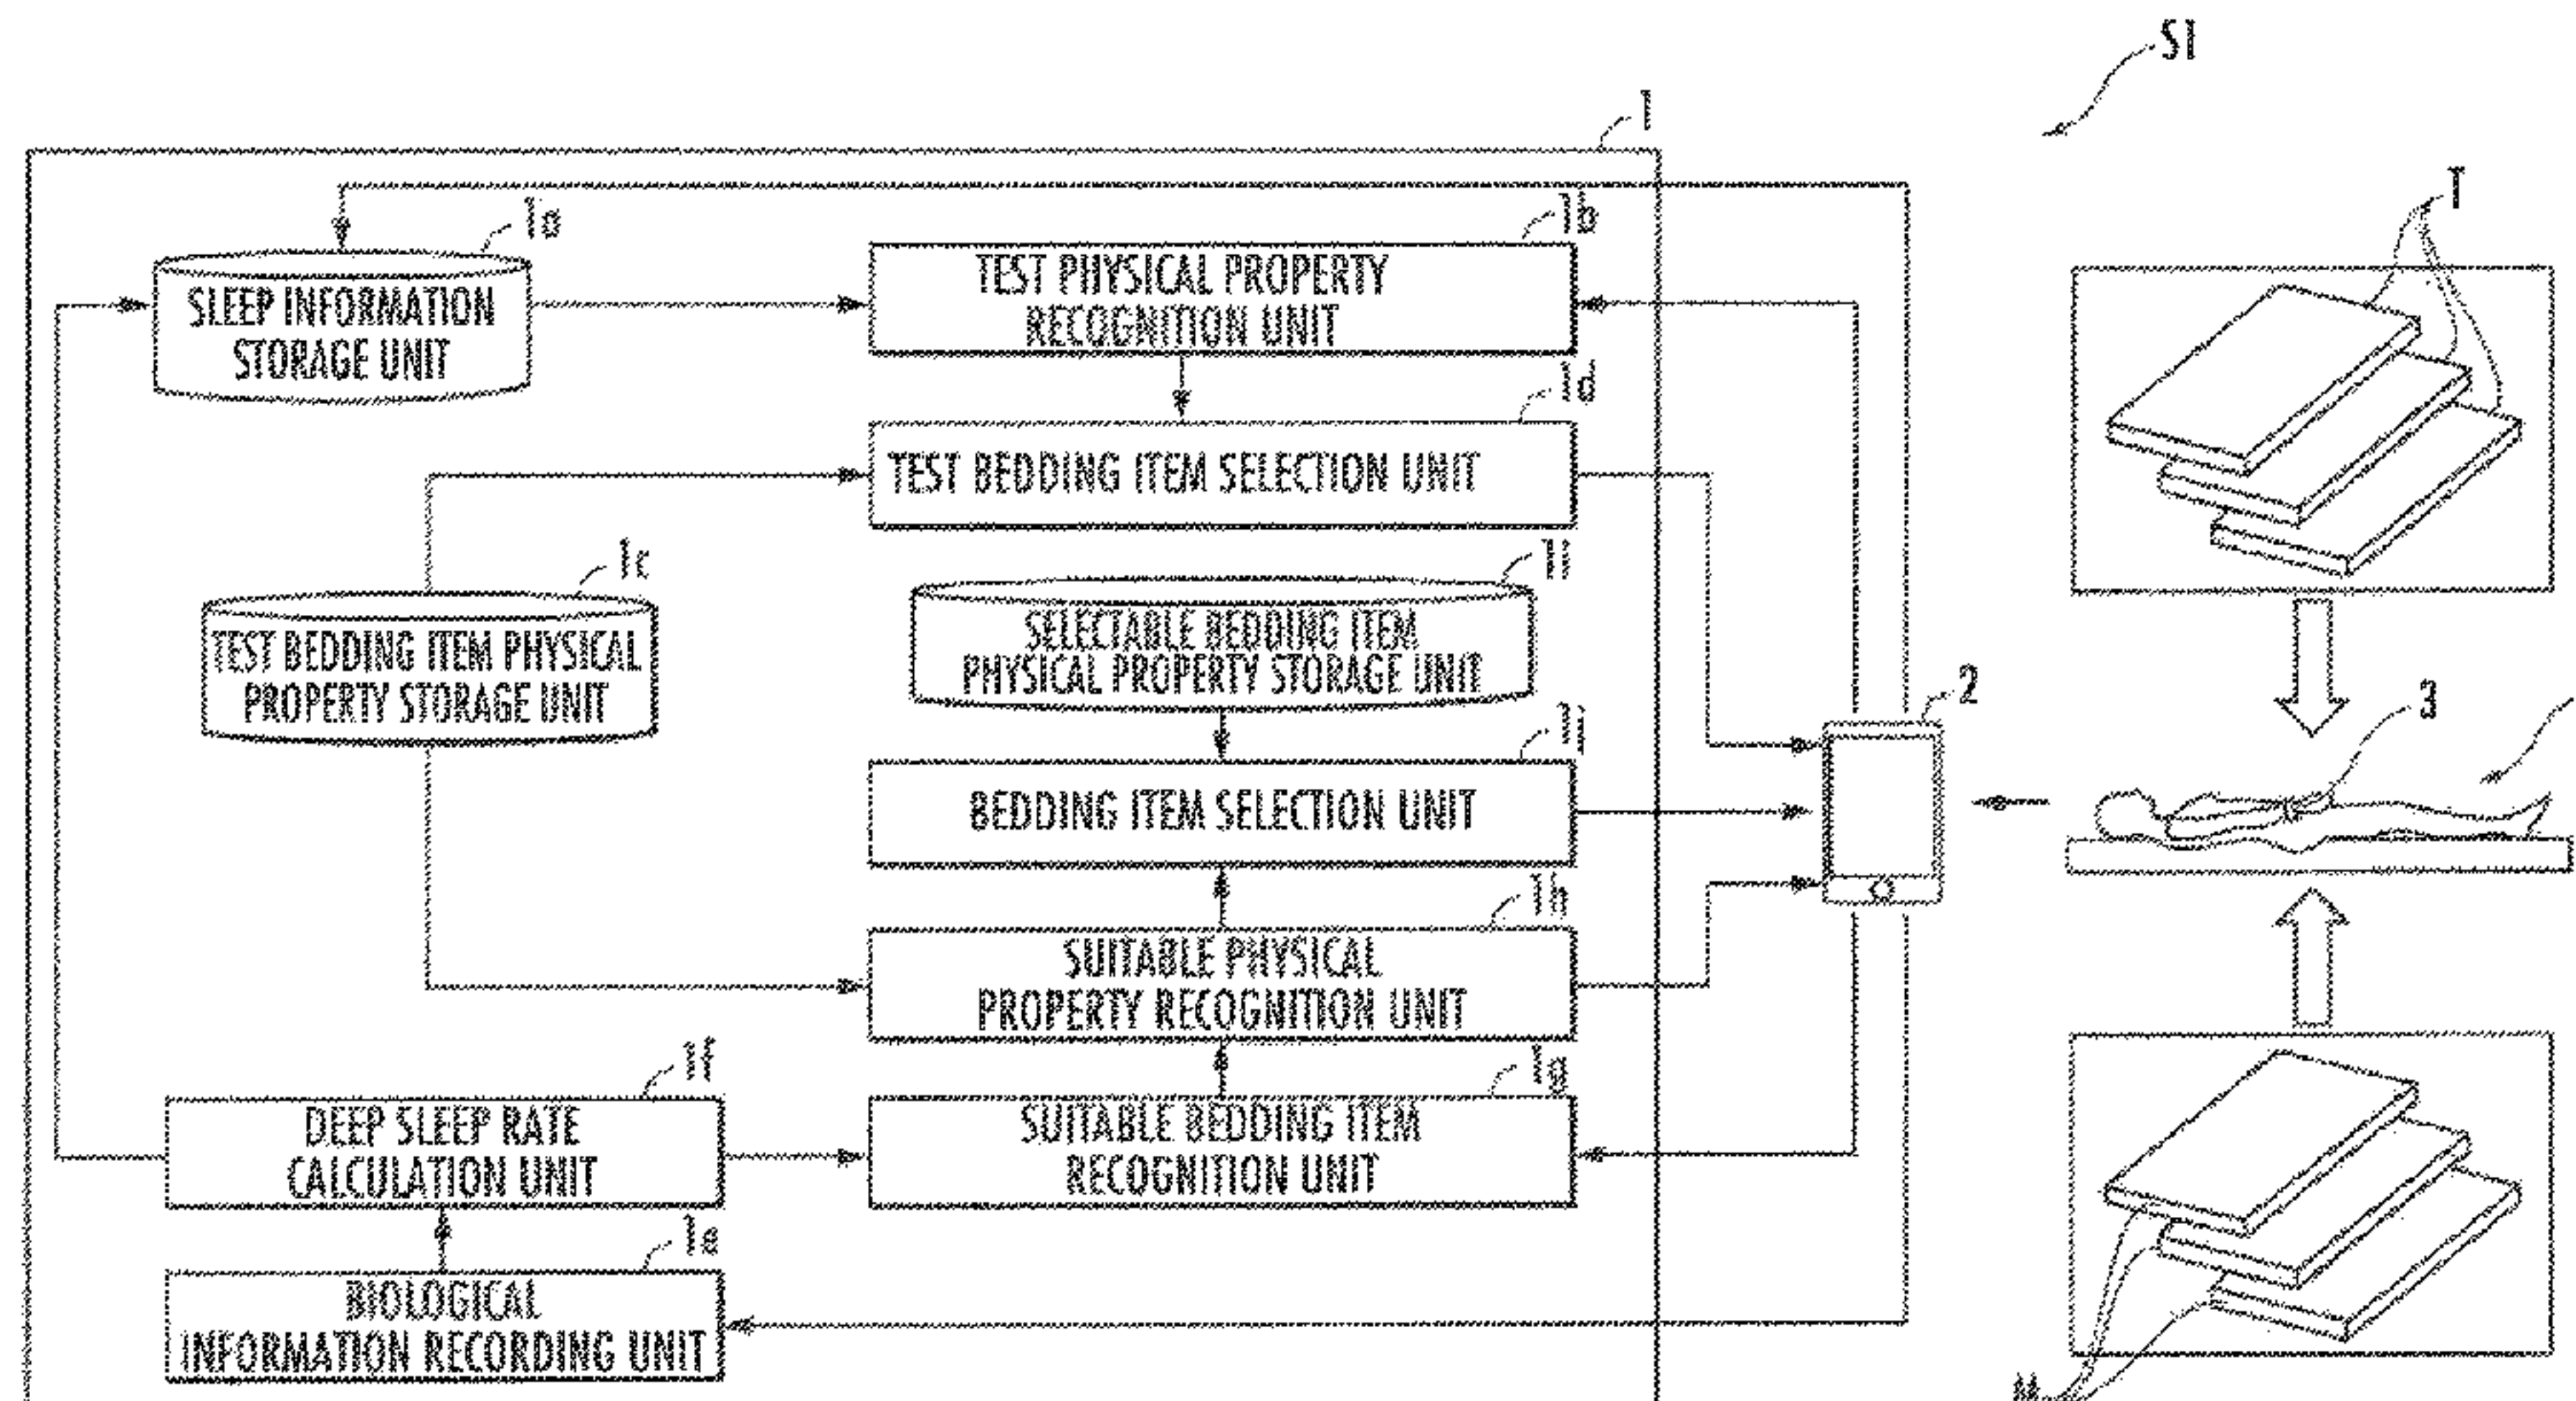 S1
1
1a
SLEEP INFORMATION
STORAGE UNIT
1b
TEST PHYSICAL PROPERTY
RECOGNITION UNIT
T
1d
TEST BEDDING ITEM SELECTION UNIT
1c
TEST BEDDING ITEM PHYSICAL
PROPERTY STORAGE UNIT
1i
SELECTABLE BEDDING ITEM
PHYSICAL PROPERTY STORAGE UNIT
2
3
1j
BEDDING ITEM SELECTION UNIT
1h
SUITABLE PHYSICAL
PROPERTY RECOGNITION UNIT
1f
DEEP SLEEP RATE
CALCULATION UNIT
1g
SUITABLE BEDDING ITEM
RECOGNITION UNIT
1e
BIOLOGICAL
INFORMATION RECORDING UNIT
M